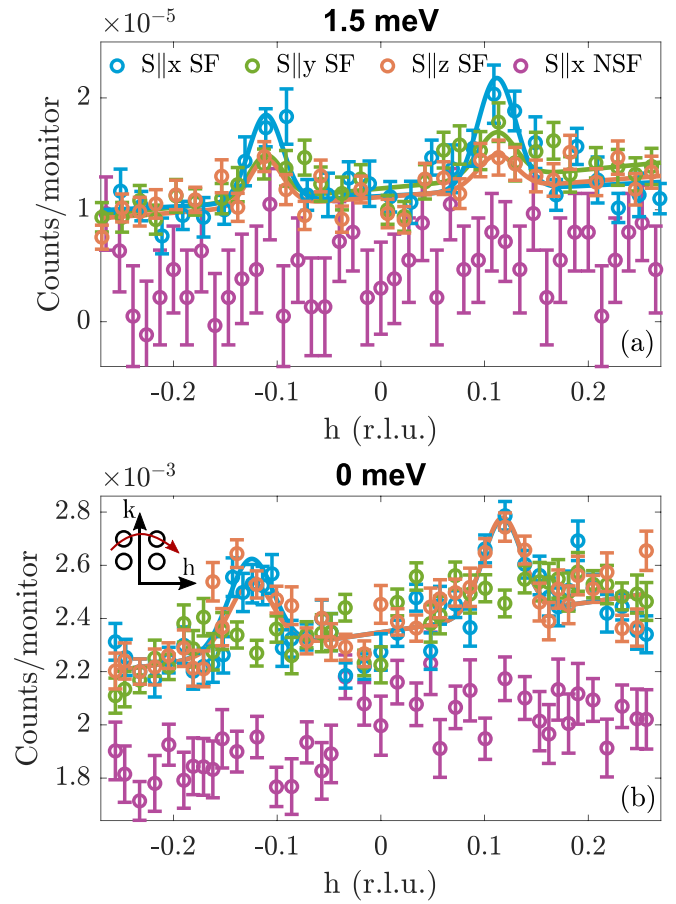 1.5 meV
×10⁻⁵
S||x SF S||y SF S||z SF S||x NSF
2
1
0
Counts/monitor
(a)
-0.2 -0.1 0 0.1 0.2
h (r.l.u.)
0 meV
×10⁻³
k
h
2.8
2.6
2.4
2.2
2
1.8
Counts/monitor
(b)
-0.2 -0.1 0 0.1 0.2
h (r.l.u.)